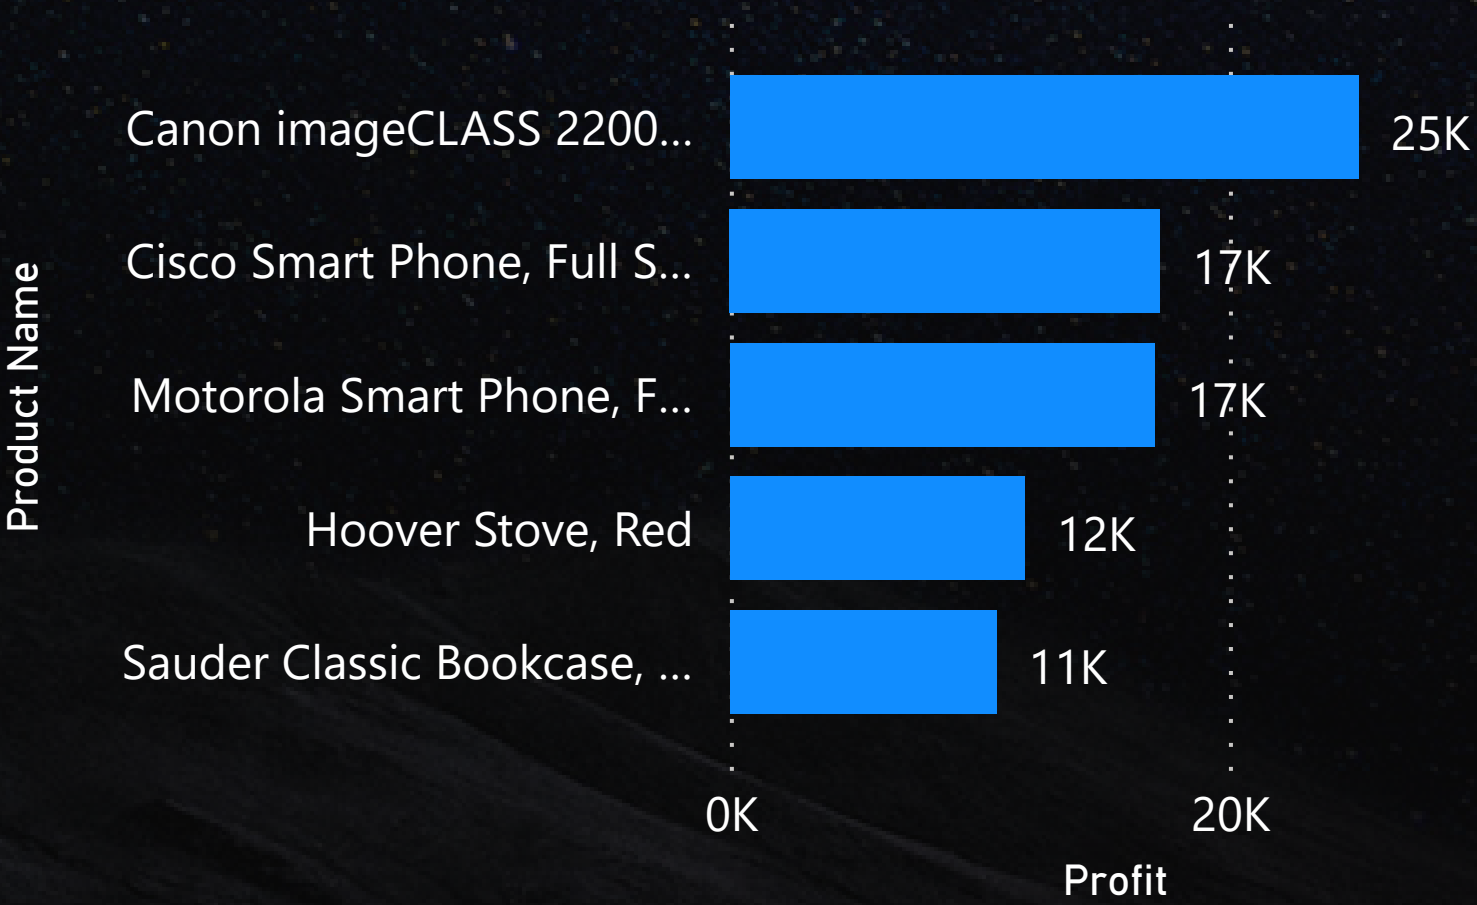 Product Name
Canon imageCLASS 2200...
25K
Cisco Smart Phone, Full S...
17K
Motorola Smart Phone, F...
17K
Hoover Stove, Red
12K
Sauder Classic Bookcase, ...
11K
0K
20K
Profit